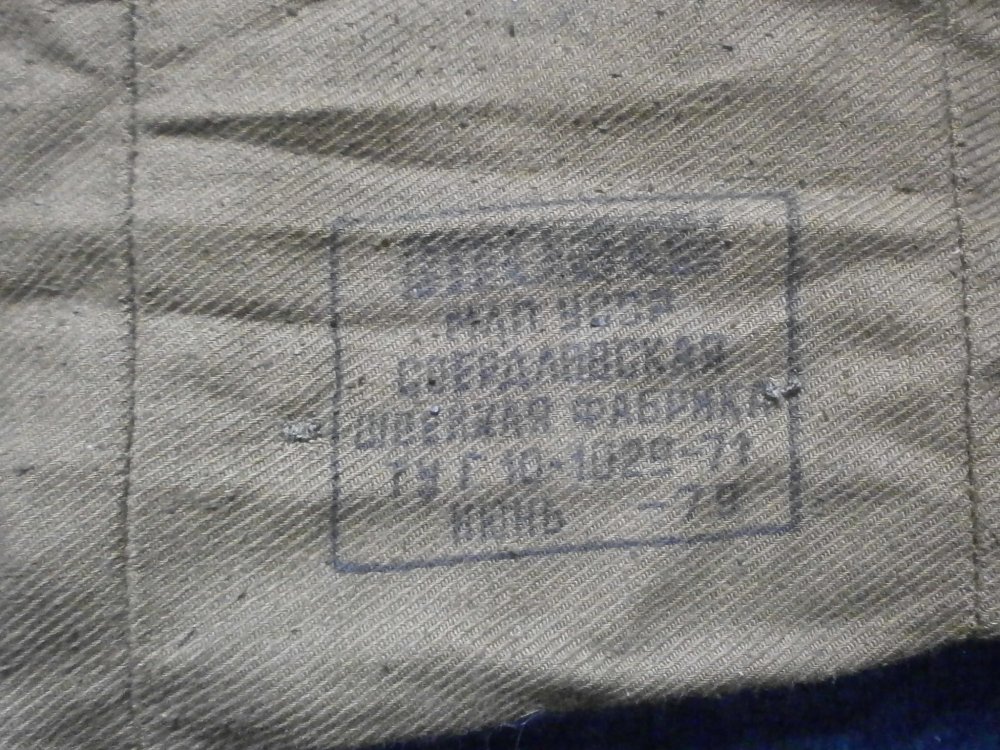 МЛП УССР
СВЕРДЛОВСКАЯ
ШВЕЙНАЯ ФАБРИКА
ТУ Г 10-1029-71
ИЮНЬ -79